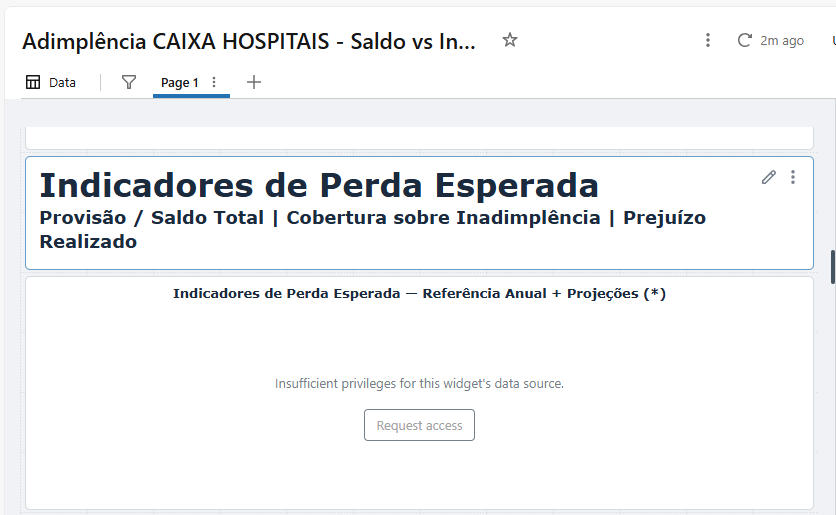 Adimplência CAIXA HOSPITAIS - Saldo vs In...
2m ago
Data
Page 1
Indicadores de Perda Esperada
Provisão / Saldo Total | Cobertura sobre Inadimplência | Prejuízo
Realizado
Indicadores de Perda Esperada — Referência Anual + Projeções (*)
Insufficient privileges for this widget's data source.
Request access